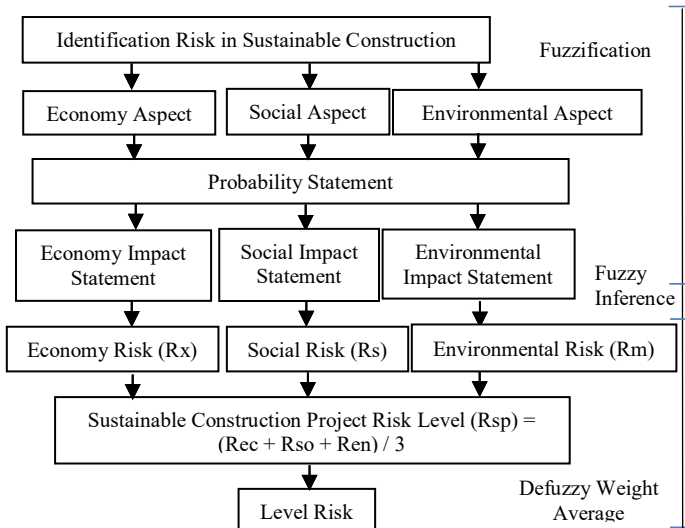 Identification Risk in Sustainable Construction
Fuzzification
Economy Aspect
Social Aspect
Environmental Aspect
Probability Statement
Economy Impact
Statement
Social Impact
Statement
Environmental
Impact Statement
Fuzzy
Inference
Economy Risk (Rx)
Social Risk (Rs)
Environmental Risk (Rm)
Sustainable Construction Project Risk Level (Rsp) =
(Rec + Rso + Ren) / 3
Defuzzy Weight
Average
Level Risk